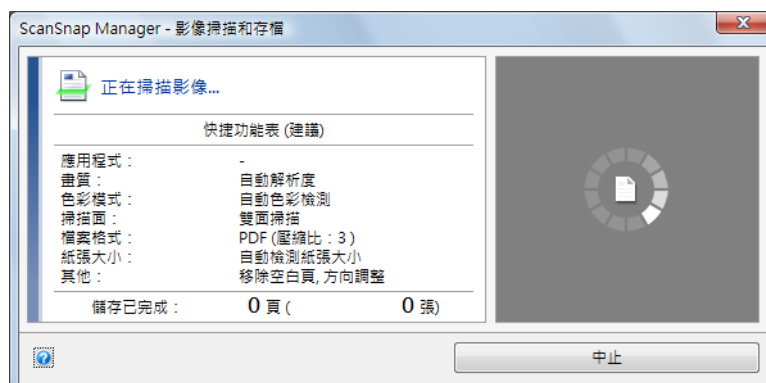 ScanSnap Manager - 影像掃描和存檔
正在掃描影像...
快捷功能表 (建議)
應用程式： -
畫質： 自動解析度
色彩模式： 自動色彩檢測
掃描面： 雙面掃描
檔案格式： PDF (壓縮比：3)
紙張大小： 自動檢測紙張大小
其他： 移除空白頁, 方向調整
儲存已完成： 0 頁 ( 0 張)
中止